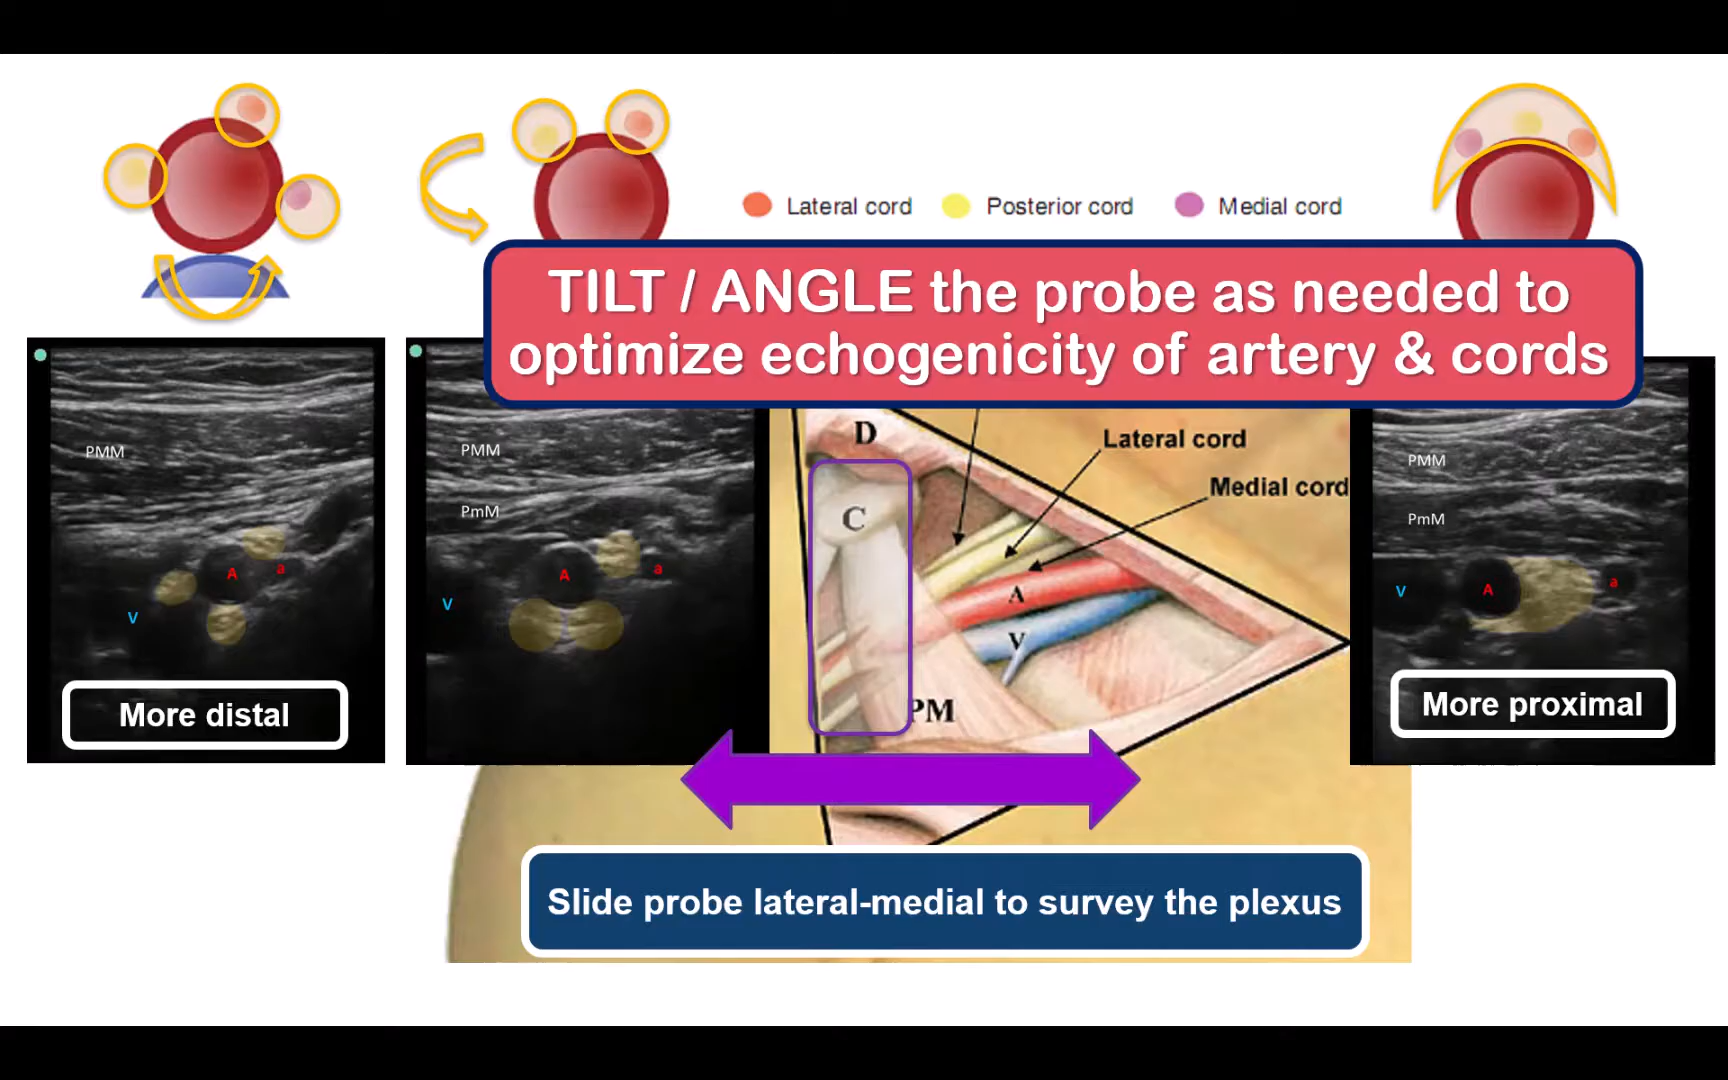 Lateral cord
Posterior cord
Medial cord
TILT / ANGLE the probe as needed to
optimize echogenicity of artery & cords
PMM
A
a
V
More distal
PMM
PmM
A
a
V
D
C
Lateral cord
Medial cord
A
V
PM
PMM
PmM
V
A
a
More proximal
Slide probe lateral-medial to survey the plexus